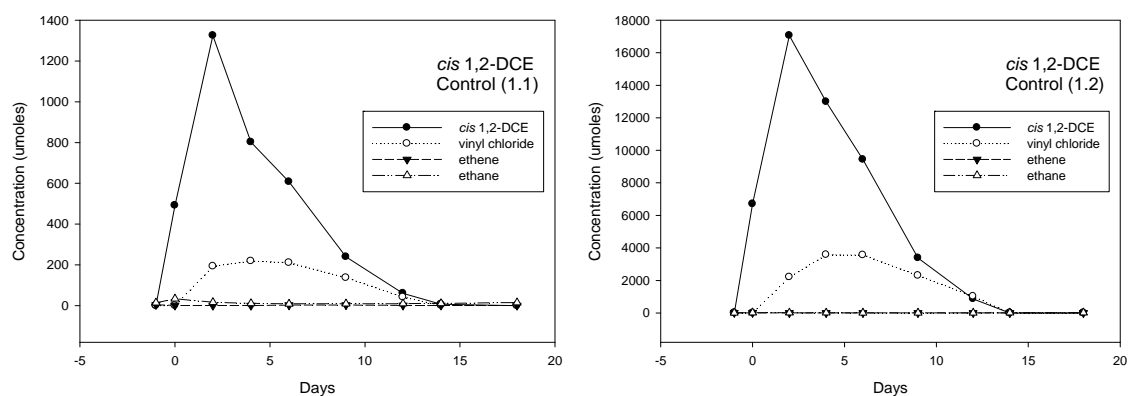 cis 1,2-DCE
Control (1.1)
cis 1,2-DCE
vinyl chloride
ethene
ethane
Concentration (umoles)
1400
1200
1000
800
600
400
200
0
-5
0
5
10
15
20
Days
cis 1,2-DCE
Control (1.2)
cis 1,2-DCE
vinyl chloride
ethene
ethane
Concentration (umoles)
18000
16000
14000
12000
10000
8000
6000
4000
2000
0
-5
0
5
10
15
20
Days